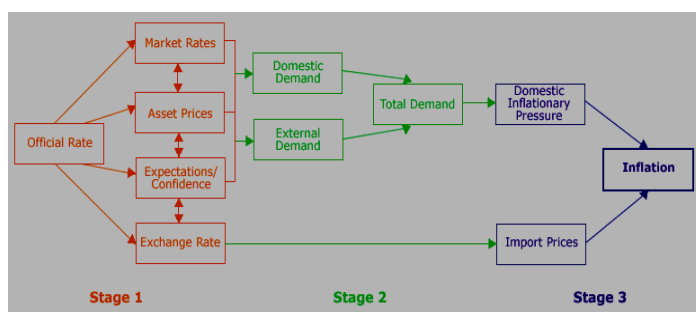 Official Rate
Market Rates
Asset Prices
Expectations/
Confidence
Exchange Rate
Domestic
Demand
External
Demand
Total Demand
Domestic
Inflationary
Pressure
Import Prices
Inflation
Stage 1
Stage 2
Stage 3